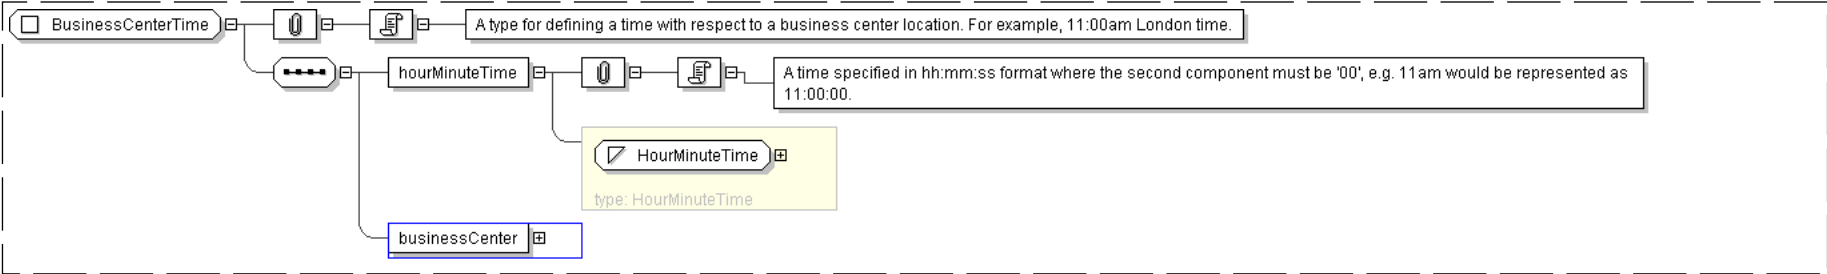 BusinessCenterTime
A type for defining a time with respect to a business center location. For example, 11:00am London time.
hourMinuteTime
A time specified in hh:mm:ss format where the second component must be '00', e.g. 11am would be represented as
11:00:00.
HourMinuteTime
type: HourMinuteTime
businessCenter